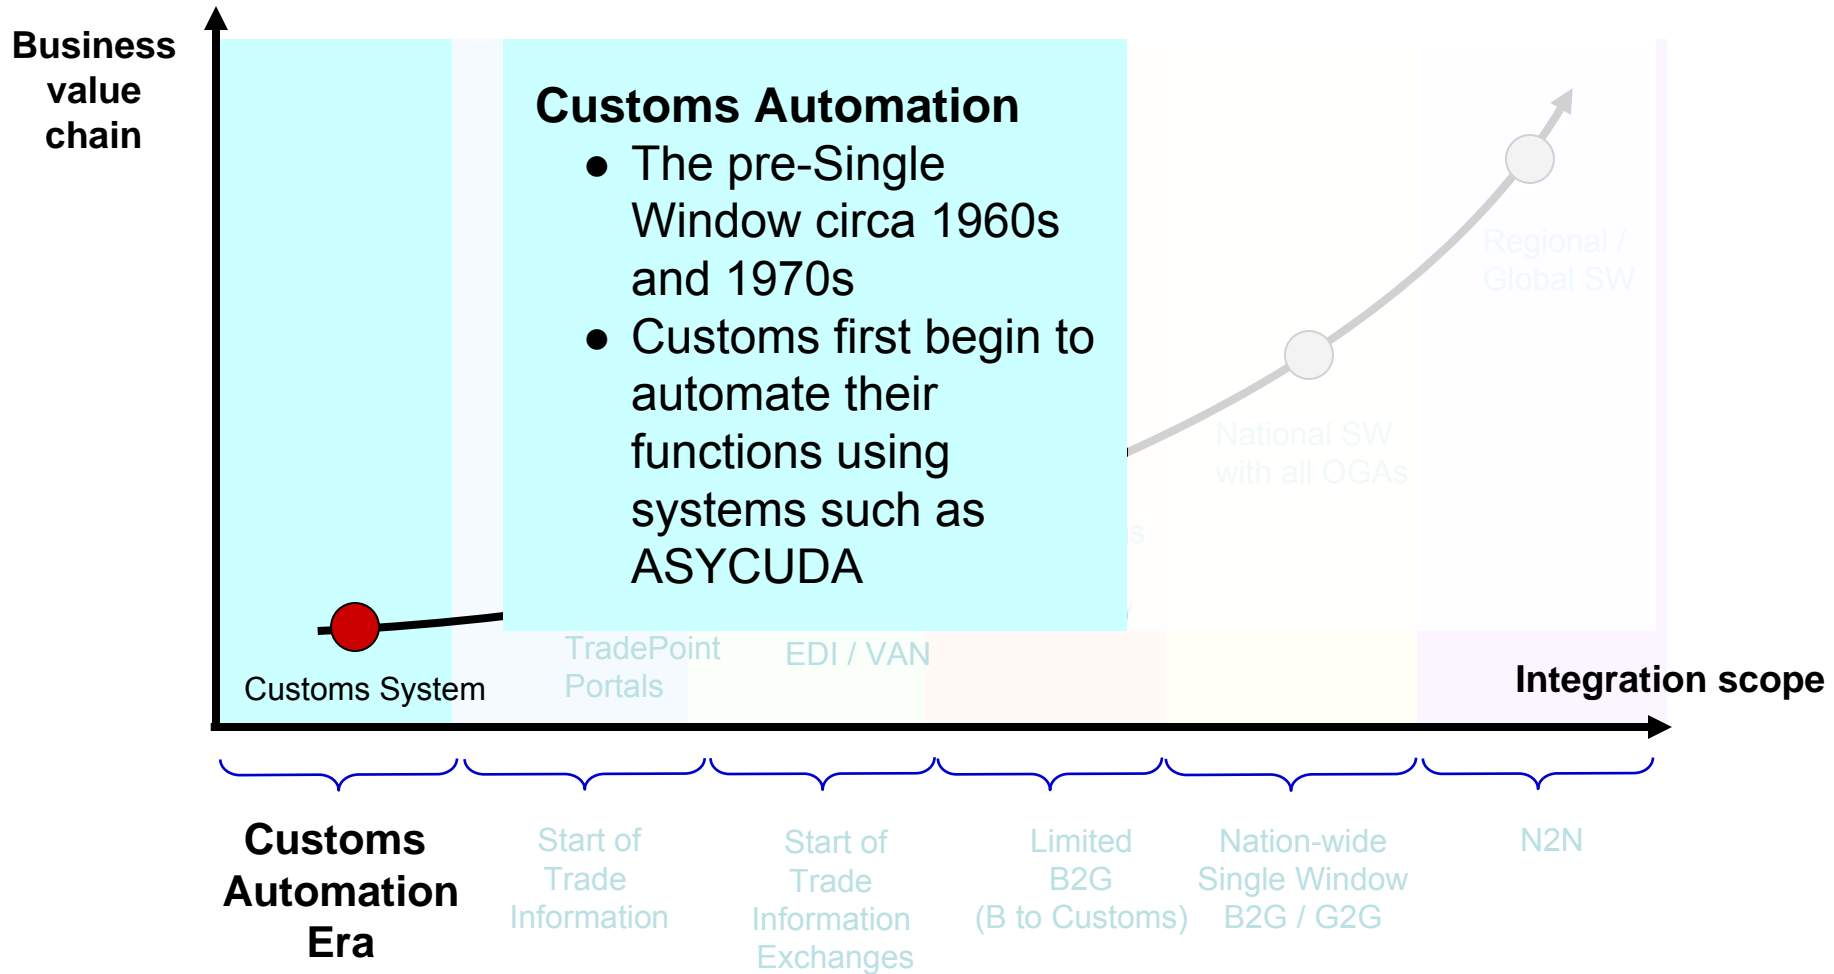 Business
value
chain
Customs Automation
● The pre-Single
Window circa 1960s
and 1970s
● Customs first begin to
automate their
functions using
systems such as
ASYCUDA
Regional /
Global SW
National SW
with all OGAs
TradePoint
Portals
EDI / VAN
Customs System
Integration scope
Customs
Automation
Era
Start of
Trade
Information
Start of
Trade
Information
Exchanges
Limited
B2G
(B to Customs)
Nation-wide
Single Window
B2G / G2G
N2N